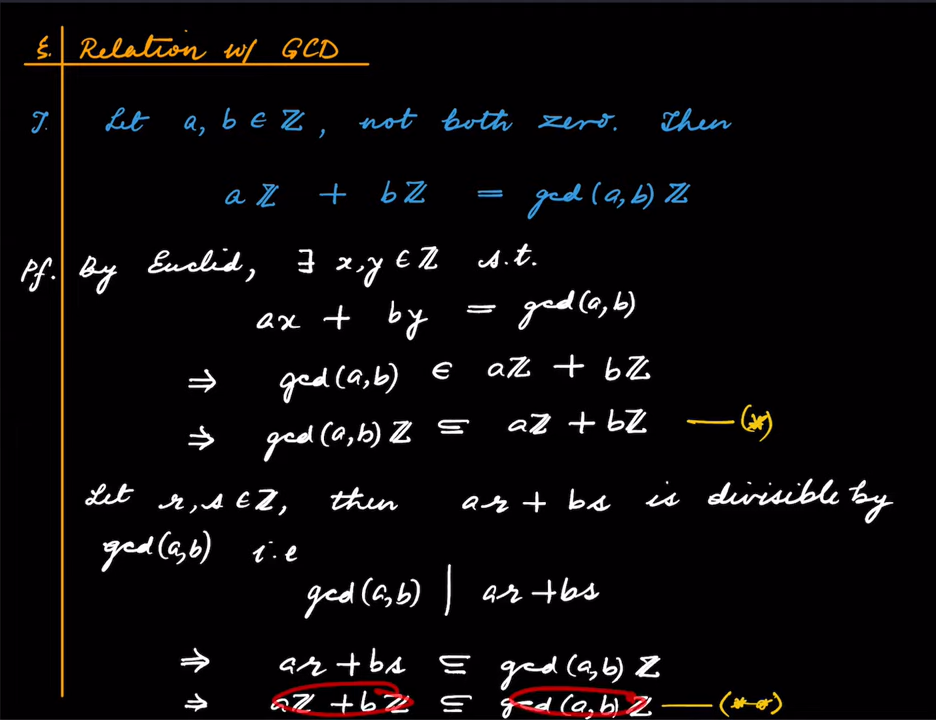 §. Relation w/ GCD
T. Let a, b ∈ ℤ, not both zero. Then
aℤ + bℤ = gcd(a,b)ℤ
Pf. By Euclid, ∃ x,y ∈ ℤ s.t.
ax + by = gcd(a,b)
⇒ gcd(a,b) ∈ aℤ + bℤ
⇒ gcd(a,b)ℤ ⊆ aℤ + bℤ —(*)
Let r,s ∈ ℤ, then ar + bs is divisible by
gcd(a,b) i.e
gcd(a,b) | ar+bs
⇒ ar+bs ⊆ gcd(a,b)ℤ
⇒ aℤ+bℤ ⊆ gcd(a,b)ℤ —(**)